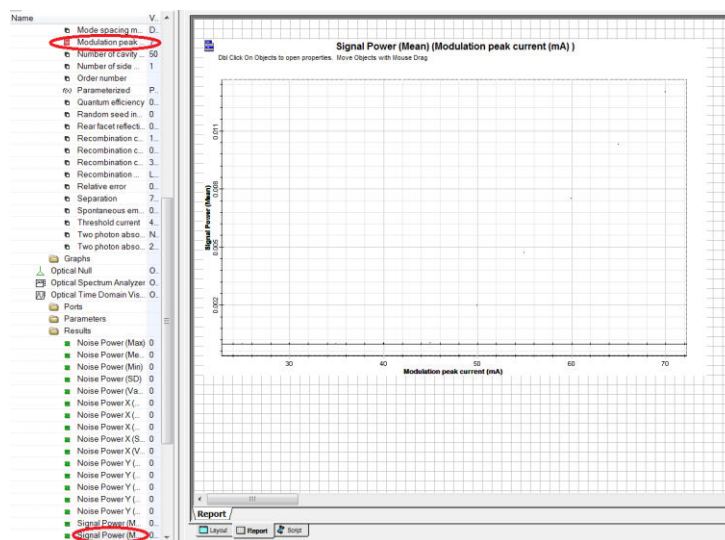 Name V..
Mode spacing m... D..
Modulation peak ...
Number of cavity ... 50
Number of side ... 1
Order number
f(x) Parameterized P..
Quantum efficiency 0..
Random seed in... 0
Rear facet reflecti... 0..
Recombination c... 1..
Recombination c... 0..
Recombination c... 3..
Recombination ... L..
Relative error 0..
Separation 7..
Spontaneous em... 0..
Threshold current 4..
Two photon abso... N..
Two photon abso... 2..
Graphs
Optical Null O..
Optical Spectrum Analyzer O..
Optical Time Domain Vis... O..
Ports
Parameters
Results
Noise Power (Max) 0
Noise Power (Me... 0
Noise Power (Min) 0
Noise Power (SD) 0
Noise Power (Va... 0
Noise Power X (... 0
Noise Power X (... 0
Noise Power X (... 0
Noise Power X (S... 0
Noise Power X (V... 0
Noise Power Y (... 0
Noise Power Y (... 0
Noise Power Y (... 0
Noise Power Y (... 0
Noise Power Y (... 0
Signal Power (M... 0..
Signal Power (M... 0..
Signal Power (Mean) (Modulation peak current (mA) )
Dbl Click On Objects to open properties. Move Objects with Mouse Drag
Signal Power (Mean)
0.011
0.008
0.005
0.002
30 40 50 60 70
Modulation peak current (mA)
Report
Layout Report Script